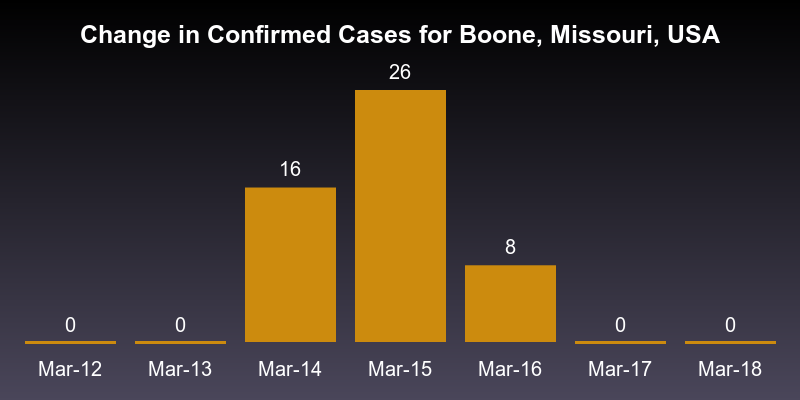 Change in Confirmed Cases for Boone, Missouri, USA
26
16
8
0 0 0 0
Mar-12 Mar-13 Mar-14 Mar-15 Mar-16 Mar-17 Mar-18